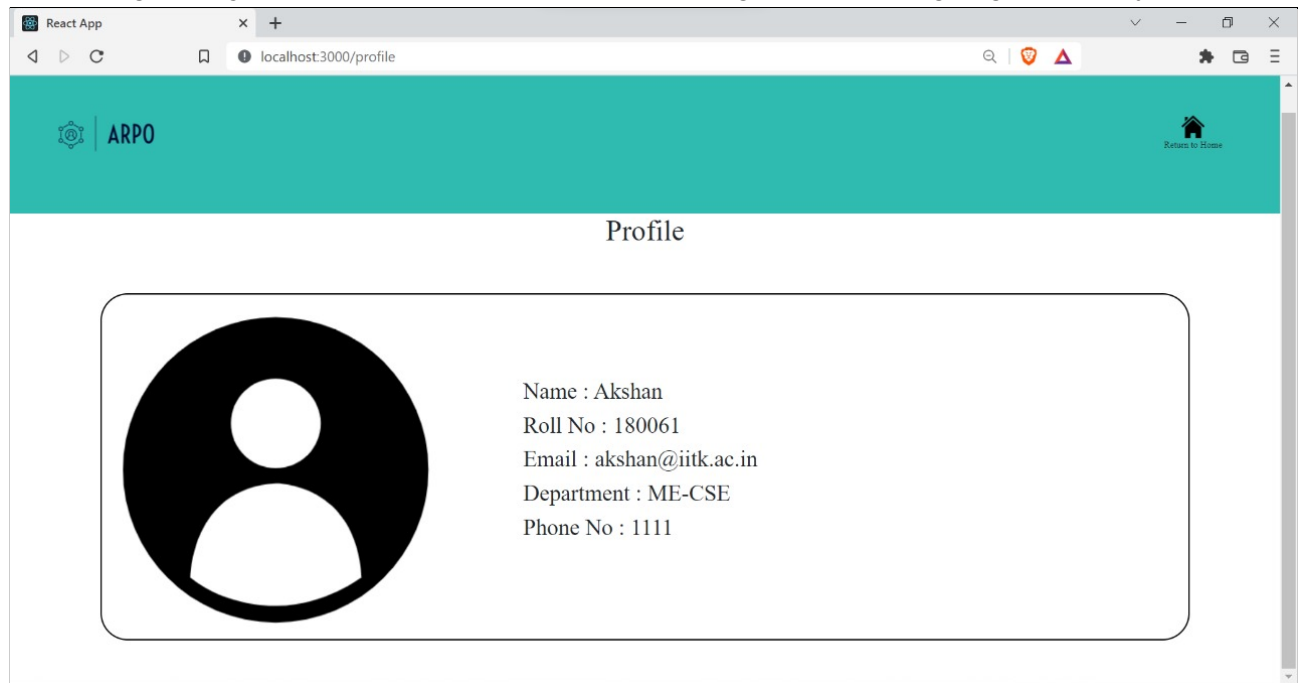 React App
localhost:3000/profile
ARPO
Return to Home
Profile
Name : Akshan
Roll No : 180061
Email : akshan@iitk.ac.in
Department : ME-CSE
Phone No : 1111